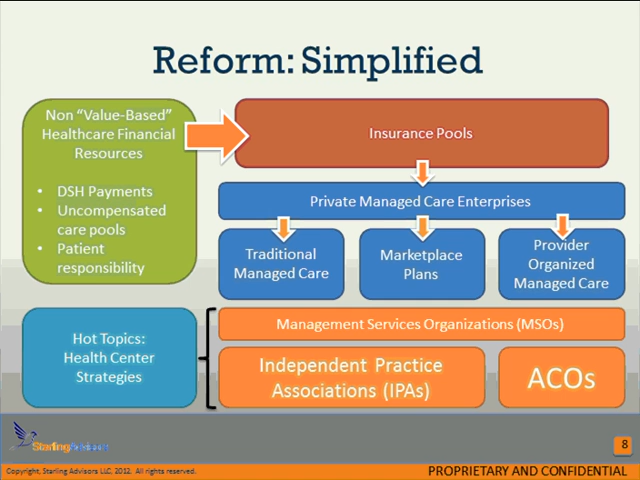 Reform: Simplified
Non "Value-Based"
Healthcare Financial
Resources
• DSH Payments
• Uncompensated
care pools
• Patient
responsibility
Insurance Pools
Private Managed Care Enterprises
Traditional
Managed Care
Marketplace
Plans
Provider
Organized
Managed Care
Hot Topics:
Health Center
Strategies
Management Services Organizations (MSOs)
Independent Practice
Associations (IPAs)
ACOs
StarlingAdvisors
8
Copyright, Starling Advisors LLC, 2012. All rights reserved.
PROPRIETARY AND CONFIDENTIAL